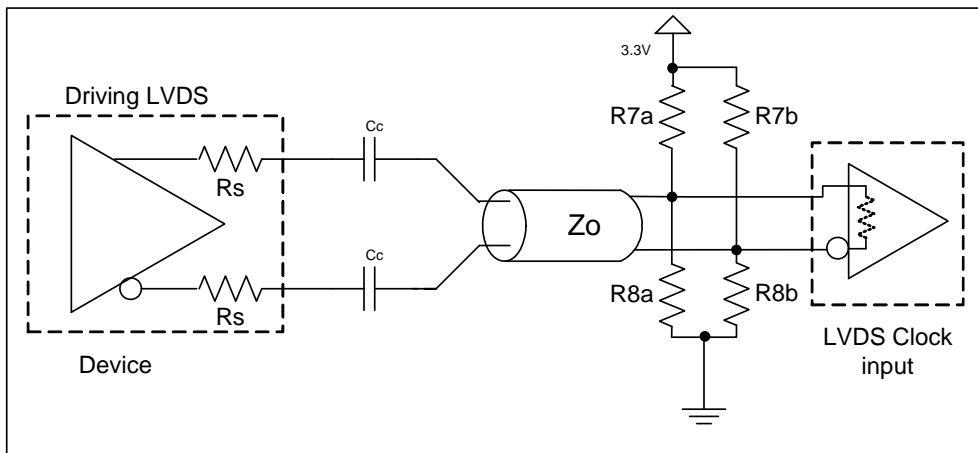 3.3V
Driving LVDS
R7a
R7b
Cc
Rs
Zo
Cc
R8a
R8b
Rs
LVDS Clock
input
Device